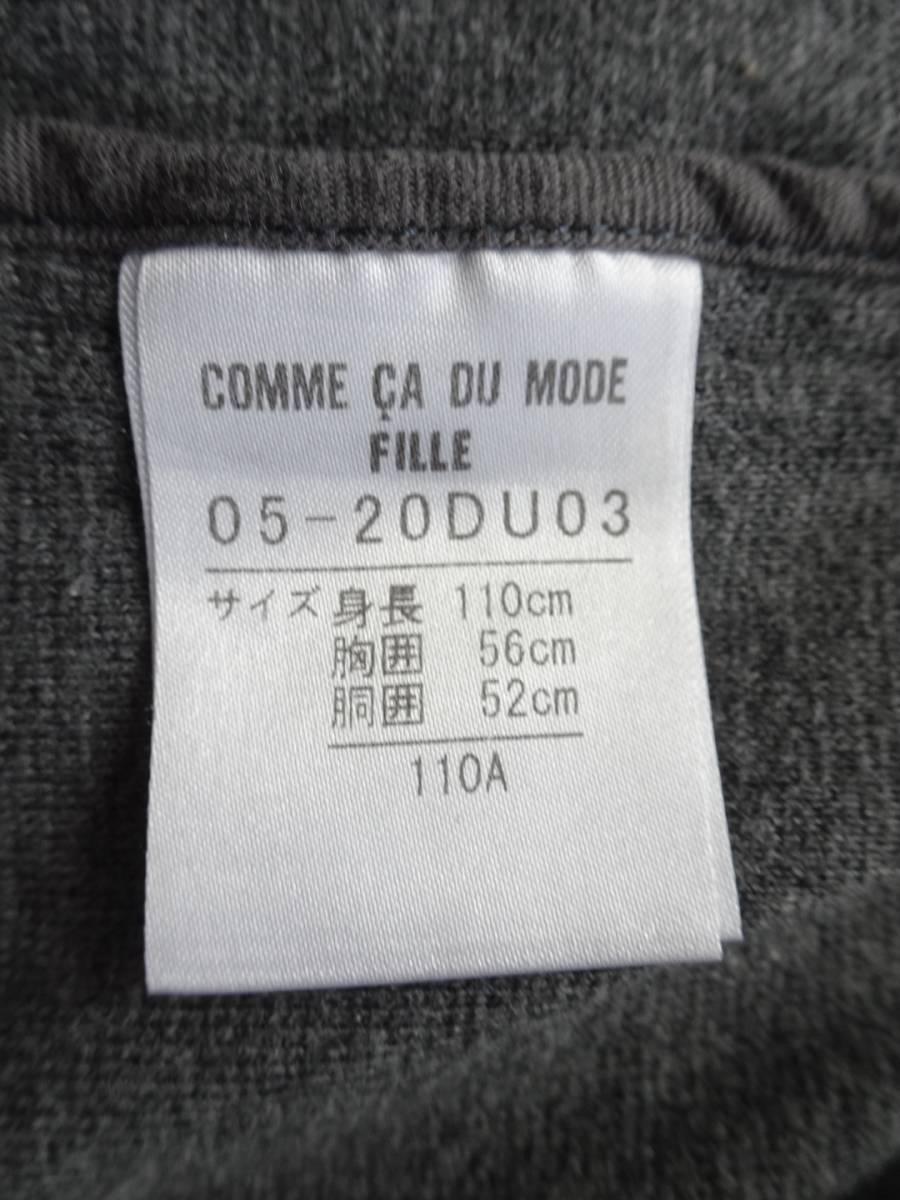 COMME ÇA DU MODE
FILLE
05-20DU03
サイズ 身長 110cm
胸囲 56cm
胴囲 52cm
110A